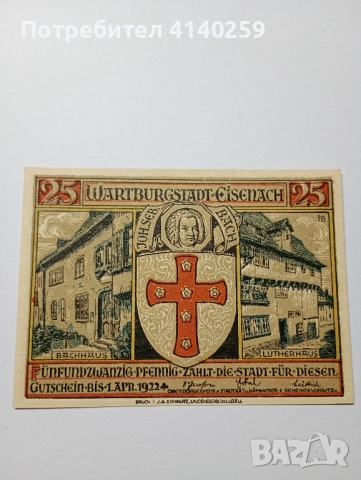 Потребител 4140259
25 WARTBURGSTADT-EISENACH 25
JOH. SEB. BACH
BACHHAUS
LUTHERHAUS
FÜNFUNDZWANZIG-PFENNIG-ZAHLT-DIE-STADT-FÜR-DIESEN
GUTSCHEIN-BIS-1.APR.1922
OBERBÜRGERMEISTER
BAZAR